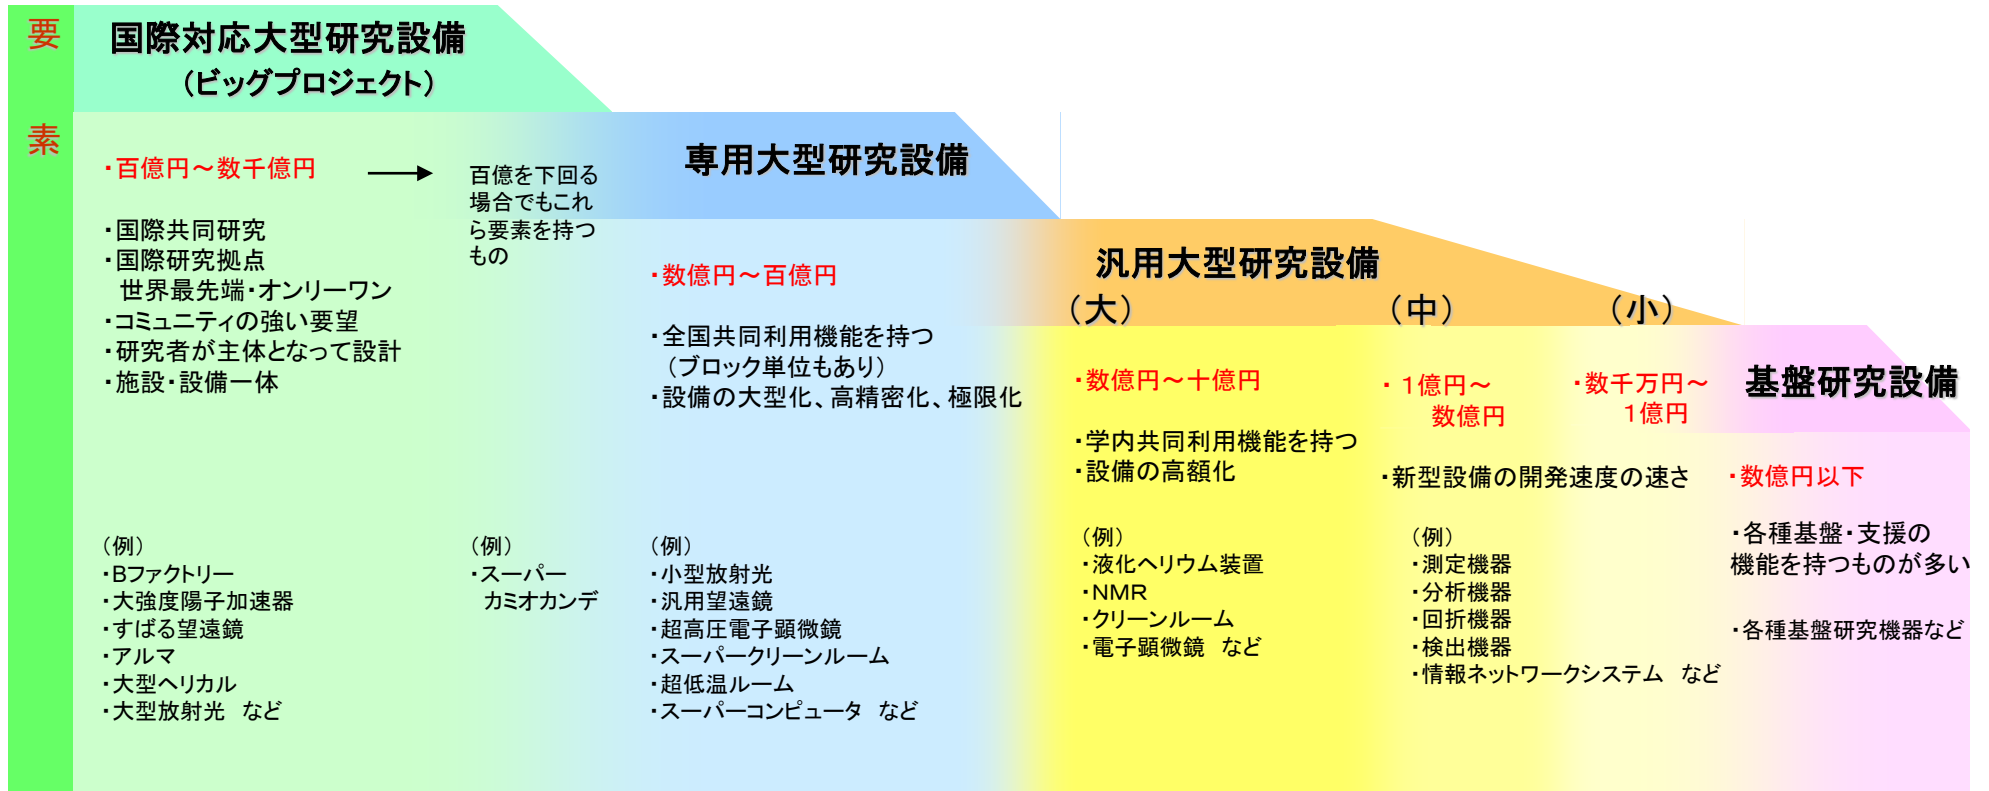 要
素
国際対応大型研究設備
（ビッグプロジェクト）
・百億円～数千億円
・国際共同研究
・国際研究拠点
世界最先端・オンリーワン
・コミュニティの強い要望
・研究者が主体となって設計
・施設・設備一体
（例）
・Bファクトリー
・大強度陽子加速器
・すばる望遠鏡
・アルマ
・大型ヘリカル
・大型放射光　など
百億を下回る
場合でもこれ
ら要素を持つ
もの
（例）
・スーパー
カミオカンデ
専用大型研究設備
・数億円～百億円
・全国共同利用機能を持つ
（ブロック単位もあり）
・設備の大型化、高精密化、極限化
（例）
・小型放射光
・汎用望遠鏡
・超高圧電子顕微鏡
・スーパークリーンルーム
・超低温ルーム
・スーパーコンピュータ　など
汎用大型研究設備
（大）
・数億円～十億円
・学内共同利用機能を持つ
・設備の高額化
（例）
・液化ヘリウム装置
・NMR
・クリーンルーム
・電子顕微鏡　など
（中）
・１億円～
数億円
（小）
・数千万円～
１億円
・新型設備の開発速度の速さ
（例）
・測定機器
・分析機器
・回折機器
・検出機器
・情報ネットワークシステム　など
基盤研究設備
・数億円以下
・各種基盤・支援の
機能を持つものが多い
・各種基盤研究機器など